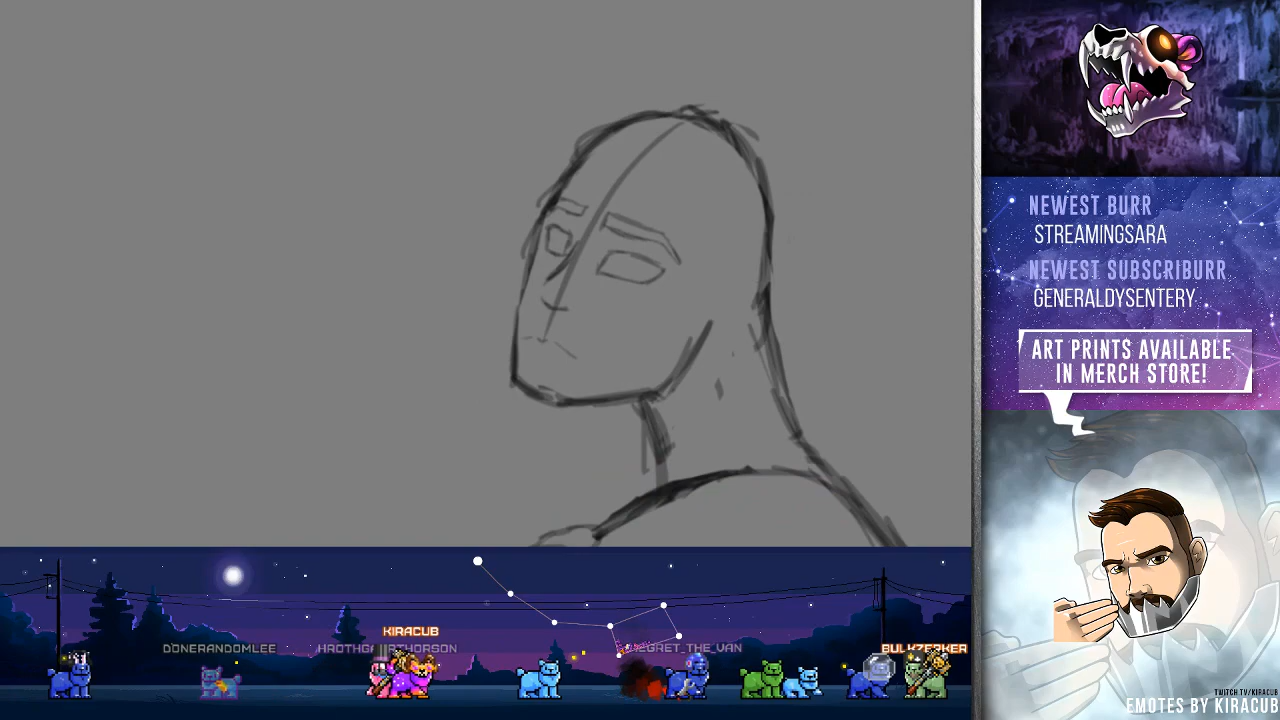 NEWEST BURR
STREAMINGSARA
NEWEST SUBSCRIBURR
GENERALDYSENTERY
ART PRINTS AVAILABLE
IN MERCH STORE!
KIRACUB
DONERANDOMLEE
BULKZERKER
TWITCH.TV/KIRACUB
EMOTES BY KIRACUB